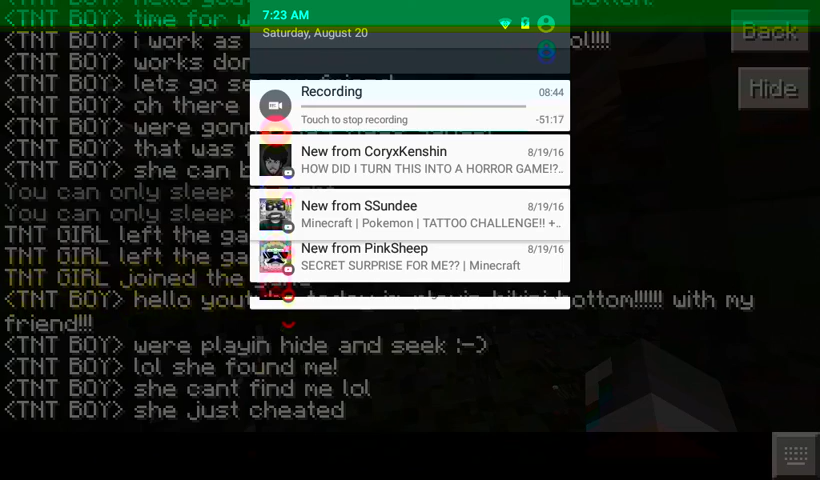 7:23 AM
Saturday, August 20
Back
Hide
Recording
08:44
Touch to stop recording
-51:17
New from CoryxKenshin
8/19/16
HOW DID I TURN THIS INTO A HORROR GAME!?..
New from SSundee
8/19/16
Minecraft | Pokemon | TATTOO CHALLENGE!! +..
New from PinkSheep
8/19/16
SECRET SURPRISE FOR ME?? | Minecraft
<TNT BOY> time for
<TNT BOY> i work as
<TNT BOY> works
<TNT BOY> lets go
<TNT BOY> oh there
<TNT BOY> were
<TNT BOY> that was
<TNT BOY> she can
You can only sleep
You can only sleep
TNT GIRL left the
TNT GIRL left the
TNT GIRL joined the
<TNT BOY> hello bottom!!!!!! with my
friend!!!
<TNT BOY> were playin hide and seek :-)
<TNT BOY> lol she found me!
<TNT BOY> she cant find me lol
<TNT BOY> she just cheated